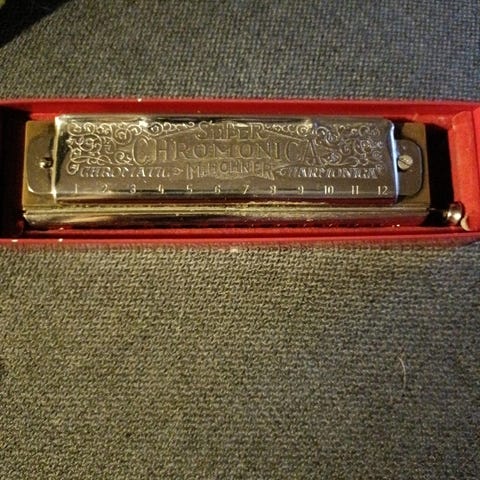 SUPER
CHROMONICA
CHROMATIC M.HOHNER HARMONICA
1 2 3 4 5 6 7 8 9 10 11 12